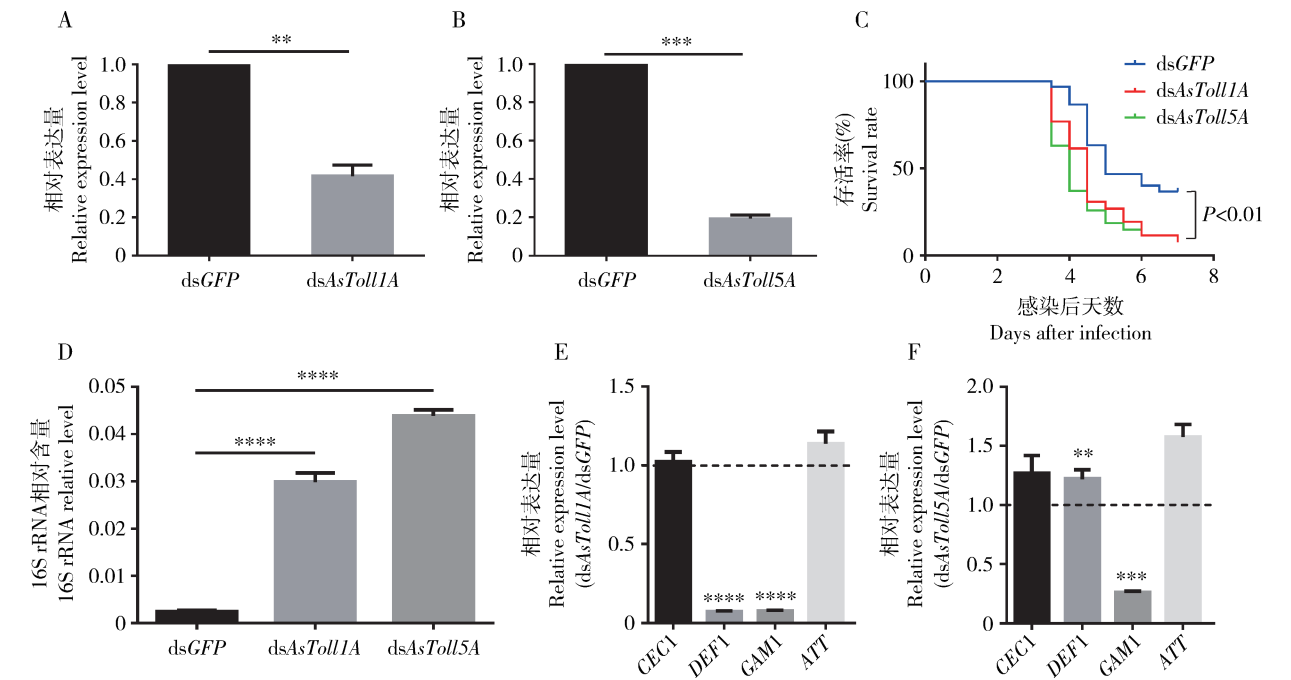 A
**
1.0
0.8
0.6
0.4
0.2
0
相对表达量
Relative expression level
dsGFP
dsAsToll1A
B
***
1.0
0.8
0.6
0.4
0.2
0
相对表达量
Relative expression level
dsGFP
dsAsToll5A
C
dsGFP
dsAsToll1A
dsAsToll5A
100
50
0
存活率(%)
Survival rate
P<0.01
0 2 4 6 8
感染后天数
Days after infection
D
****
****
0.05
0.04
0.03
0.02
0.01
0
16S rRNA相对含量
16S rRNA relative level
dsGFP
dsAsToll1A
dsAsToll5A
E
1.5
1.0
0.5
0
相对表达量
Relative expression level
(dsAsToll1A/dsGFP)
**** ****
CEC1
DEF1
GAM1
ATT
F
2.0
1.5
1.0
0.5
0
相对表达量
Relative expression level
(dsAsToll5A/dsGFP)
**
***
CEC1
DEF1
GAM1
ATT